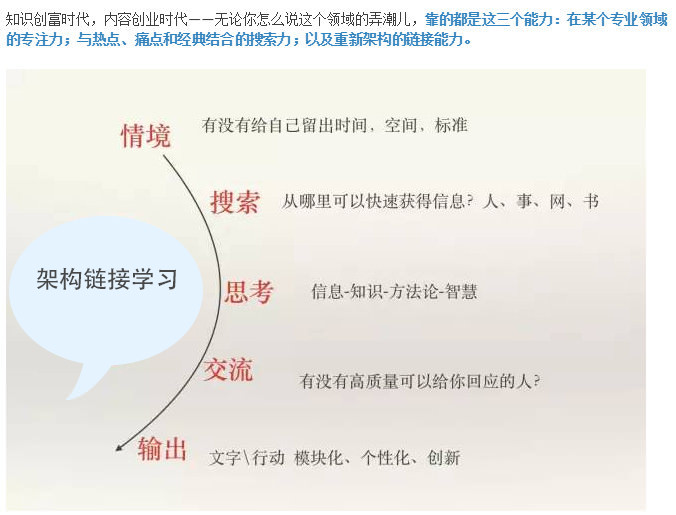 知识创富时代，内容创业时代——无论你怎么说这个领域的弄潮儿，靠的都是这三个能力：在某个专业领域
的专注力；与热点、痛点和经典结合的搜索力；以及重新架构的链接能力。
情境 有没有给自己留出时间，空间，标准
搜索 从哪里可以快速获得信息？人、事、网、书
架构链接学习
思考 信息-知识-方法论-智慧
交流 有没有高质量可以给你回应的人？
输出 文字\行动 模块化、个性化、创新